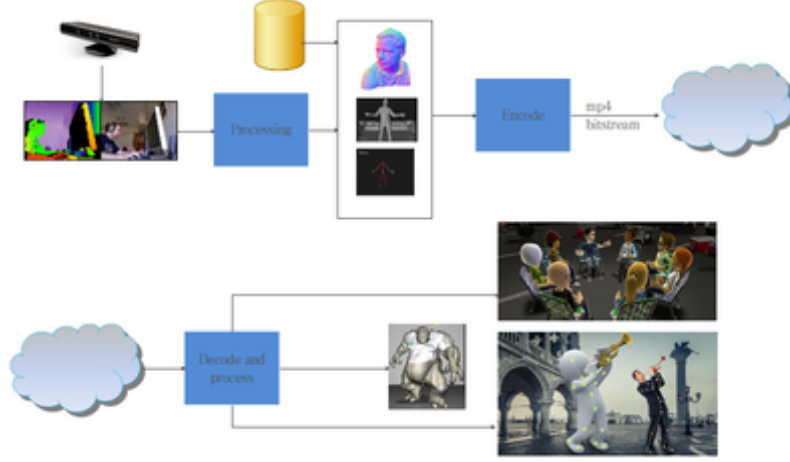 Processing
Encode
mp4
bitstream
Decode and
process